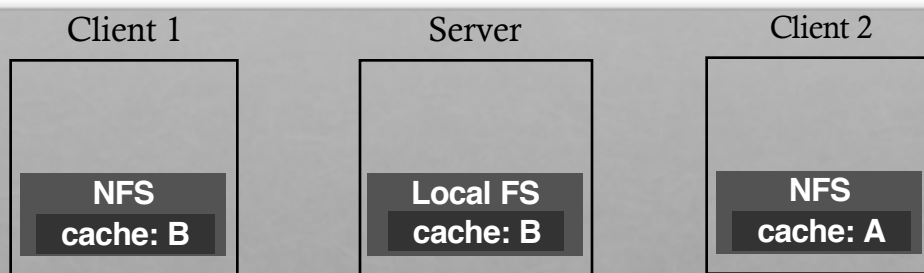 Client 1
Server
Client 2
NFS
cache: B
Local FS
cache: B
NFS
cache: A